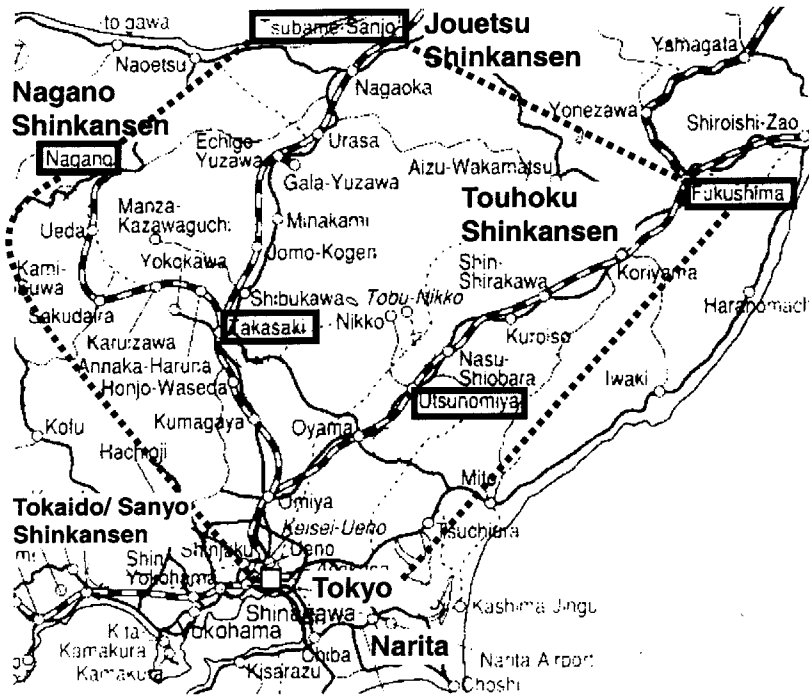 to gawa
Tsubame-Sanjo
Jouetsu
Shinkansen
Naoetsu
Yamagata
Nagaoka
Nagano
Shinkansen
Yonezawa
Shiroishi-Zao
Echigo-
Yuzawa
Urasa
Nagano
Gala-Yuzawa
Aizu-Wakamatsu
Fukushima
Manza-
Kazawaguch
Minakami
Touhoku
Shinkansen
Ueda
Yokokawa
Jomo-Kogen
Shin-
Shirakawa
Koriyama
Kami-
Sakudaira
Shibukawa
Tobu-Nikko
Haranomach
Takasaki
Nikko
Kuroiso
Karuizawa
Annaka-Haruna
Nasu-
Shiobara
Honjo-Waseda
Utsunomiya
Iwaki
Kofu
Kumagaya
Oyama
Hachioji
Mito
Tokaido/ Sanyo
Shinkansen
Omiya
Keisei-Ueno
Tsuchiura
Shinjuku
Ueno
Shin-
Yokohama
Tokyo
Shinagawa
Kashima-Jingu
Yokohama
Narita
Kita-
Kamakura
Kamakura
Chiba
Kisarazu
Narita Airport
Choshi